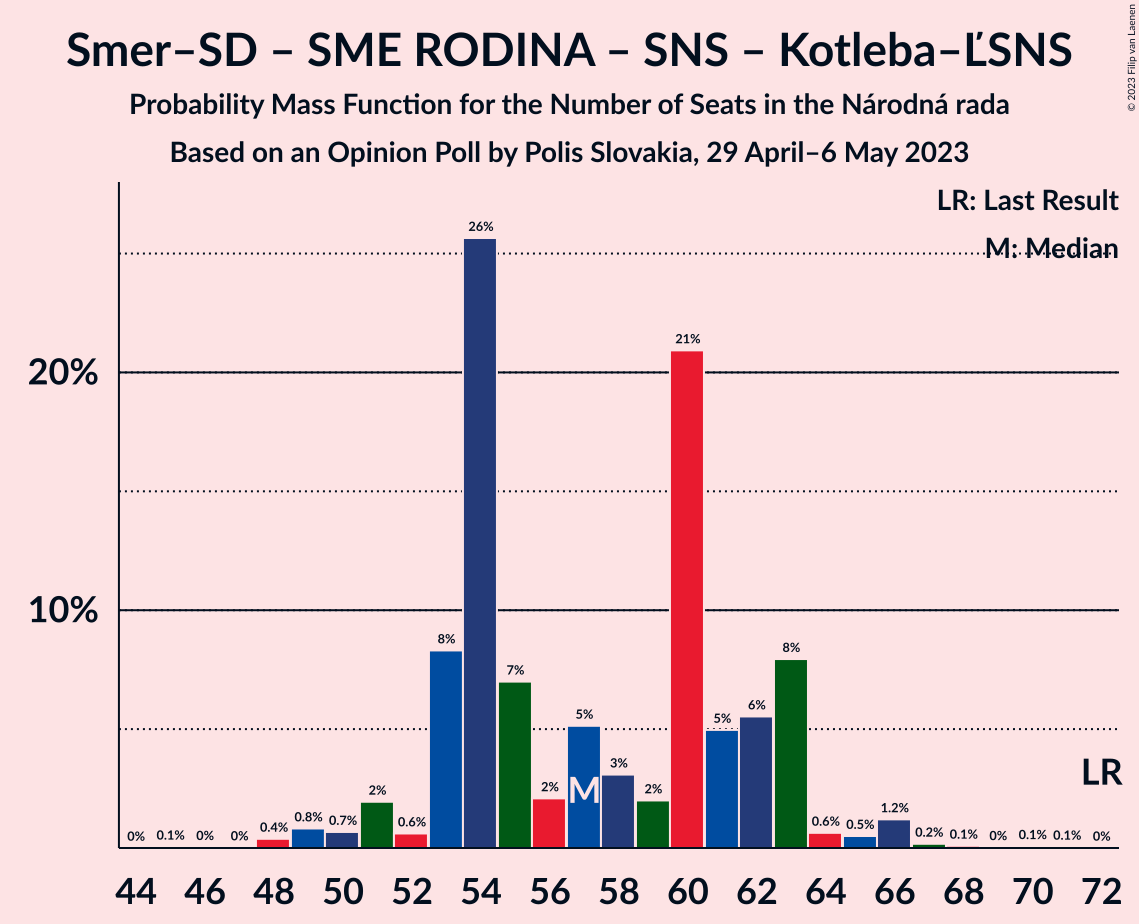 Smer–SD – SME RODINA – SNS – Kotleba–ĽSNS
Probability Mass Function for the Number of Seats in the Národná rada
Based on an Opinion Poll by Polis Slovakia, 29 April–6 May 2023
© 2023 Filip van Laenen
LR: Last Result
M: Median
20%
10%
0% 0.1% 0% 0% 0.4% 0.8% 0.7% 2% 0.6% 8% 26% 7% 2% 5% 3% 2% 21% 5% 6% 8% 0.6% 0.5% 1.2% 0.2% 0.1% 0% 0.1% 0.1% 0%
M
LR
44 46 48 50 52 54 56 58 60 62 64 66 68 70 72